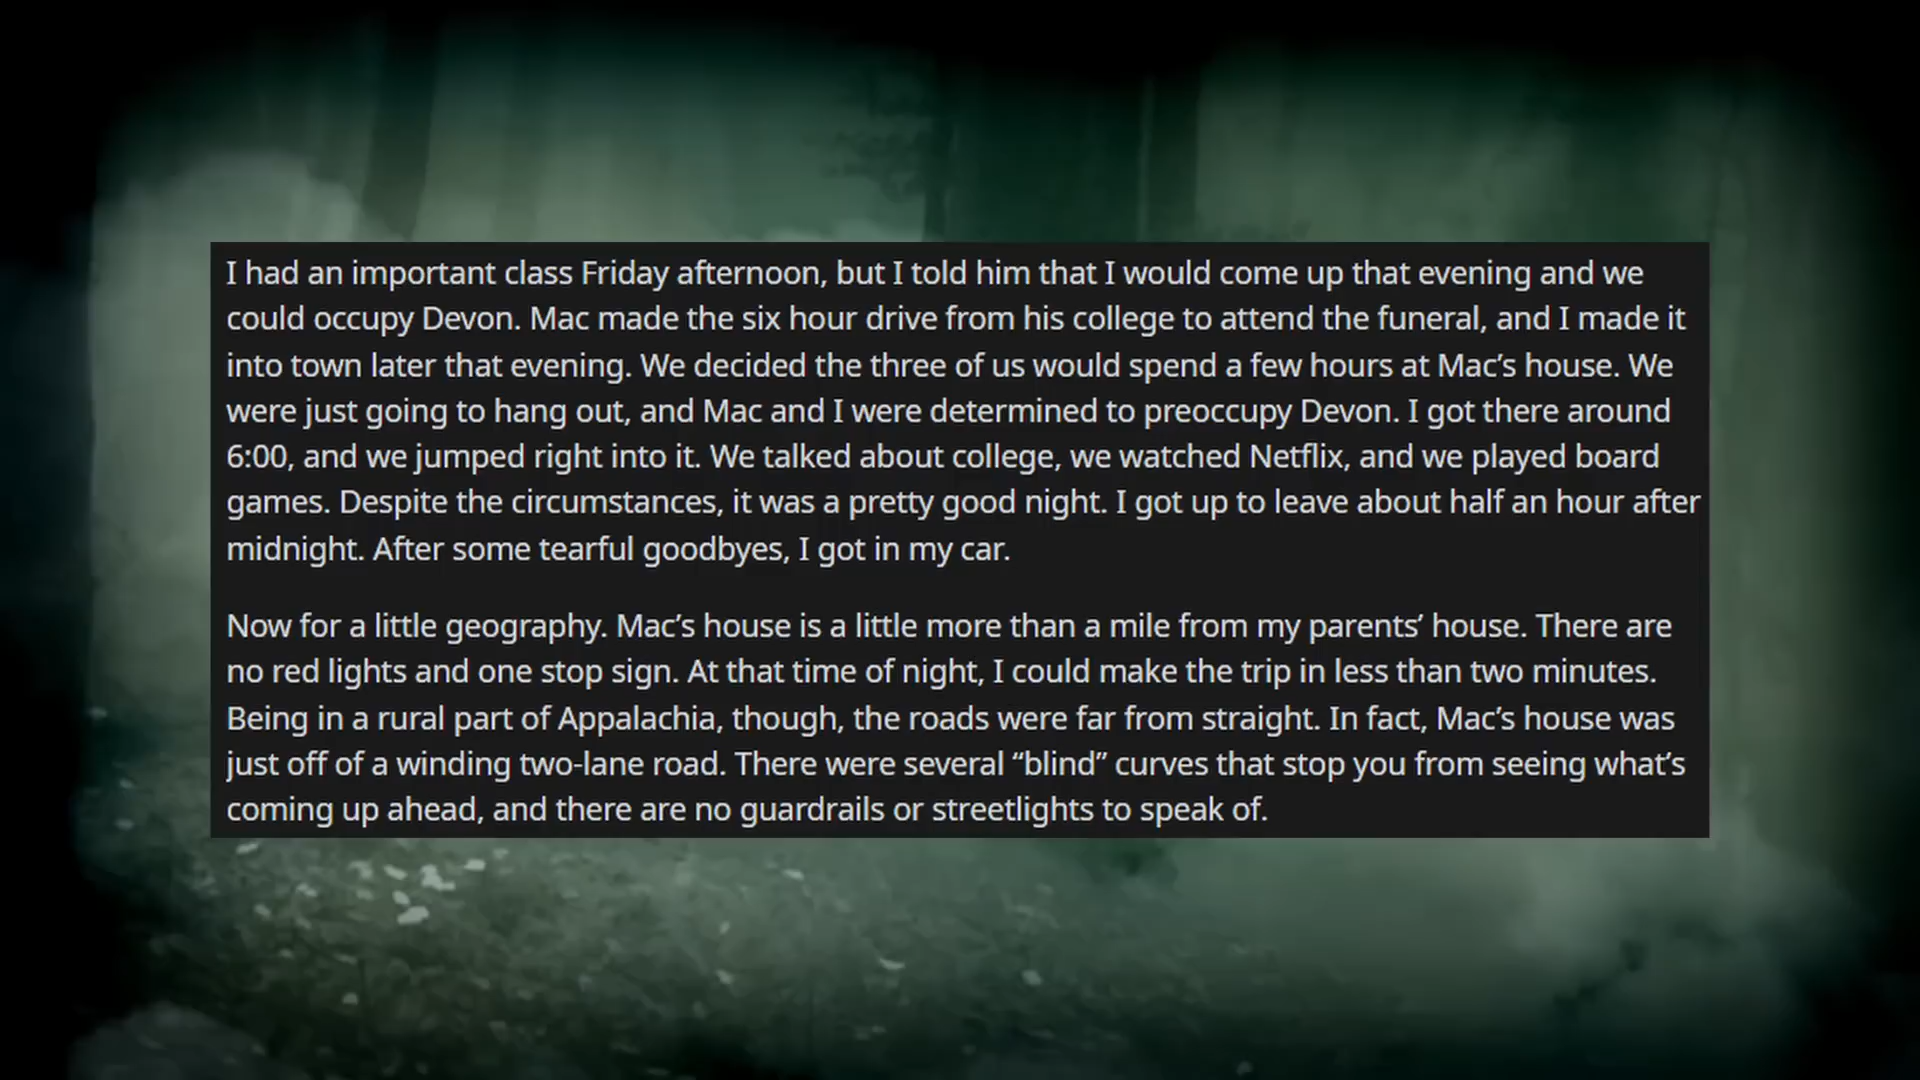 I had an important class Friday afternoon, but I told him that I would come up that evening and we
could occupy Devon. Mac made the six hour drive from his college to attend the funeral, and I made it
into town later that evening. We decided the three of us would spend a few hours at Mac’s house. We
were just going to hang out, and Mac and I were determined to preoccupy Devon. I got there around
6:00, and we jumped right into it. We talked about college, we watched Netflix, and we played board
games. Despite the circumstances, it was a pretty good night. I got up to leave about half an hour after
midnight. After some tearful goodbyes, I got in my car.
Now for a little geography. Mac’s house is a little more than a mile from my parents’ house. There are
no red lights and one stop sign. At that time of night, I could make the trip in less than two minutes.
Being in a rural part of Appalachia, though, the roads were far from straight. In fact, Mac’s house was
just off of a winding two-lane road. There were several “blind” curves that stop you from seeing what’s
coming up ahead, and there are no guardrails or streetlights to speak of.